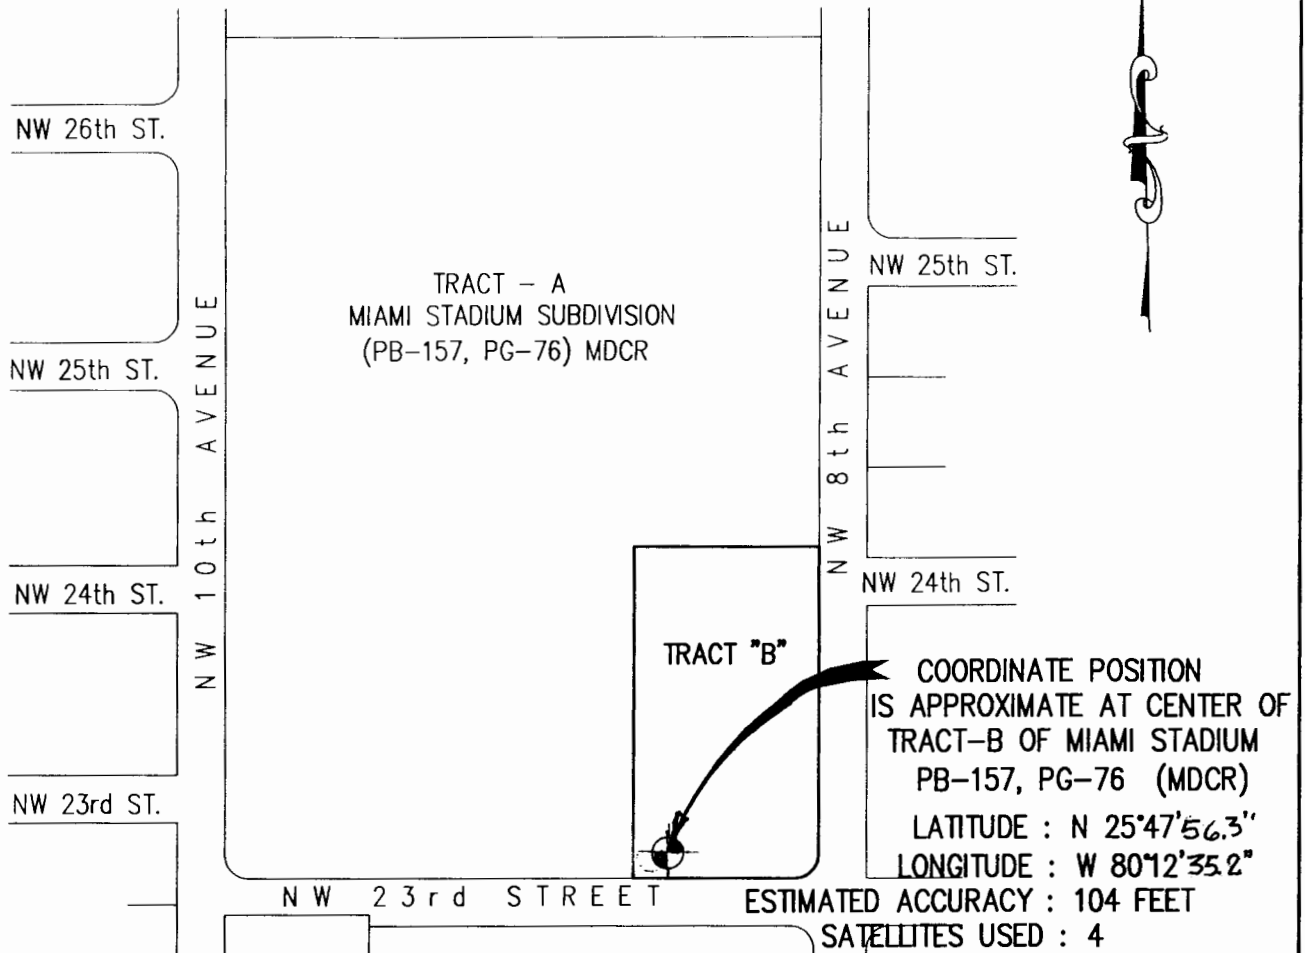 NW 26th ST.
NW 25th ST.
NW 24th ST.
NW 23rd ST.
NW 10th AVENUE
TRACT - A
MIAMI STADIUM SUBDIVISION
(PB-157, PG-76) MDCR
NW 8th AVENUE
NW 25th ST.
NW 24th ST.
TRACT "B"
COORDINATE POSITION
IS APPROXIMATE AT CENTER OF
TRACT-B OF MIAMI STADIUM
PB-157, PG-76 (MDCR)
LATITUDE : N 25°47'56.3"
LONGITUDE : W 80°12'35.2"
ESTIMATED ACCURACY : 104 FEET
SATELLITES USED : 4
NW 23rd STREET